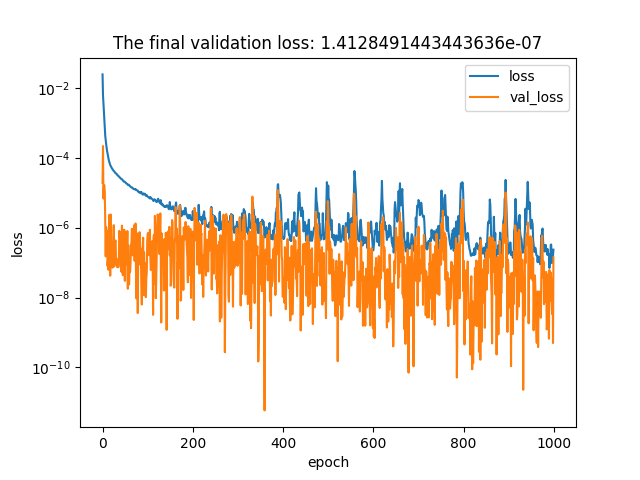 The final validation loss: 1.4128491443443636e-07
loss
val_loss
10⁻²
10⁻⁴
10⁻⁶
10⁻⁸
10⁻¹⁰
loss
0 200 400 600 800 1000
epoch